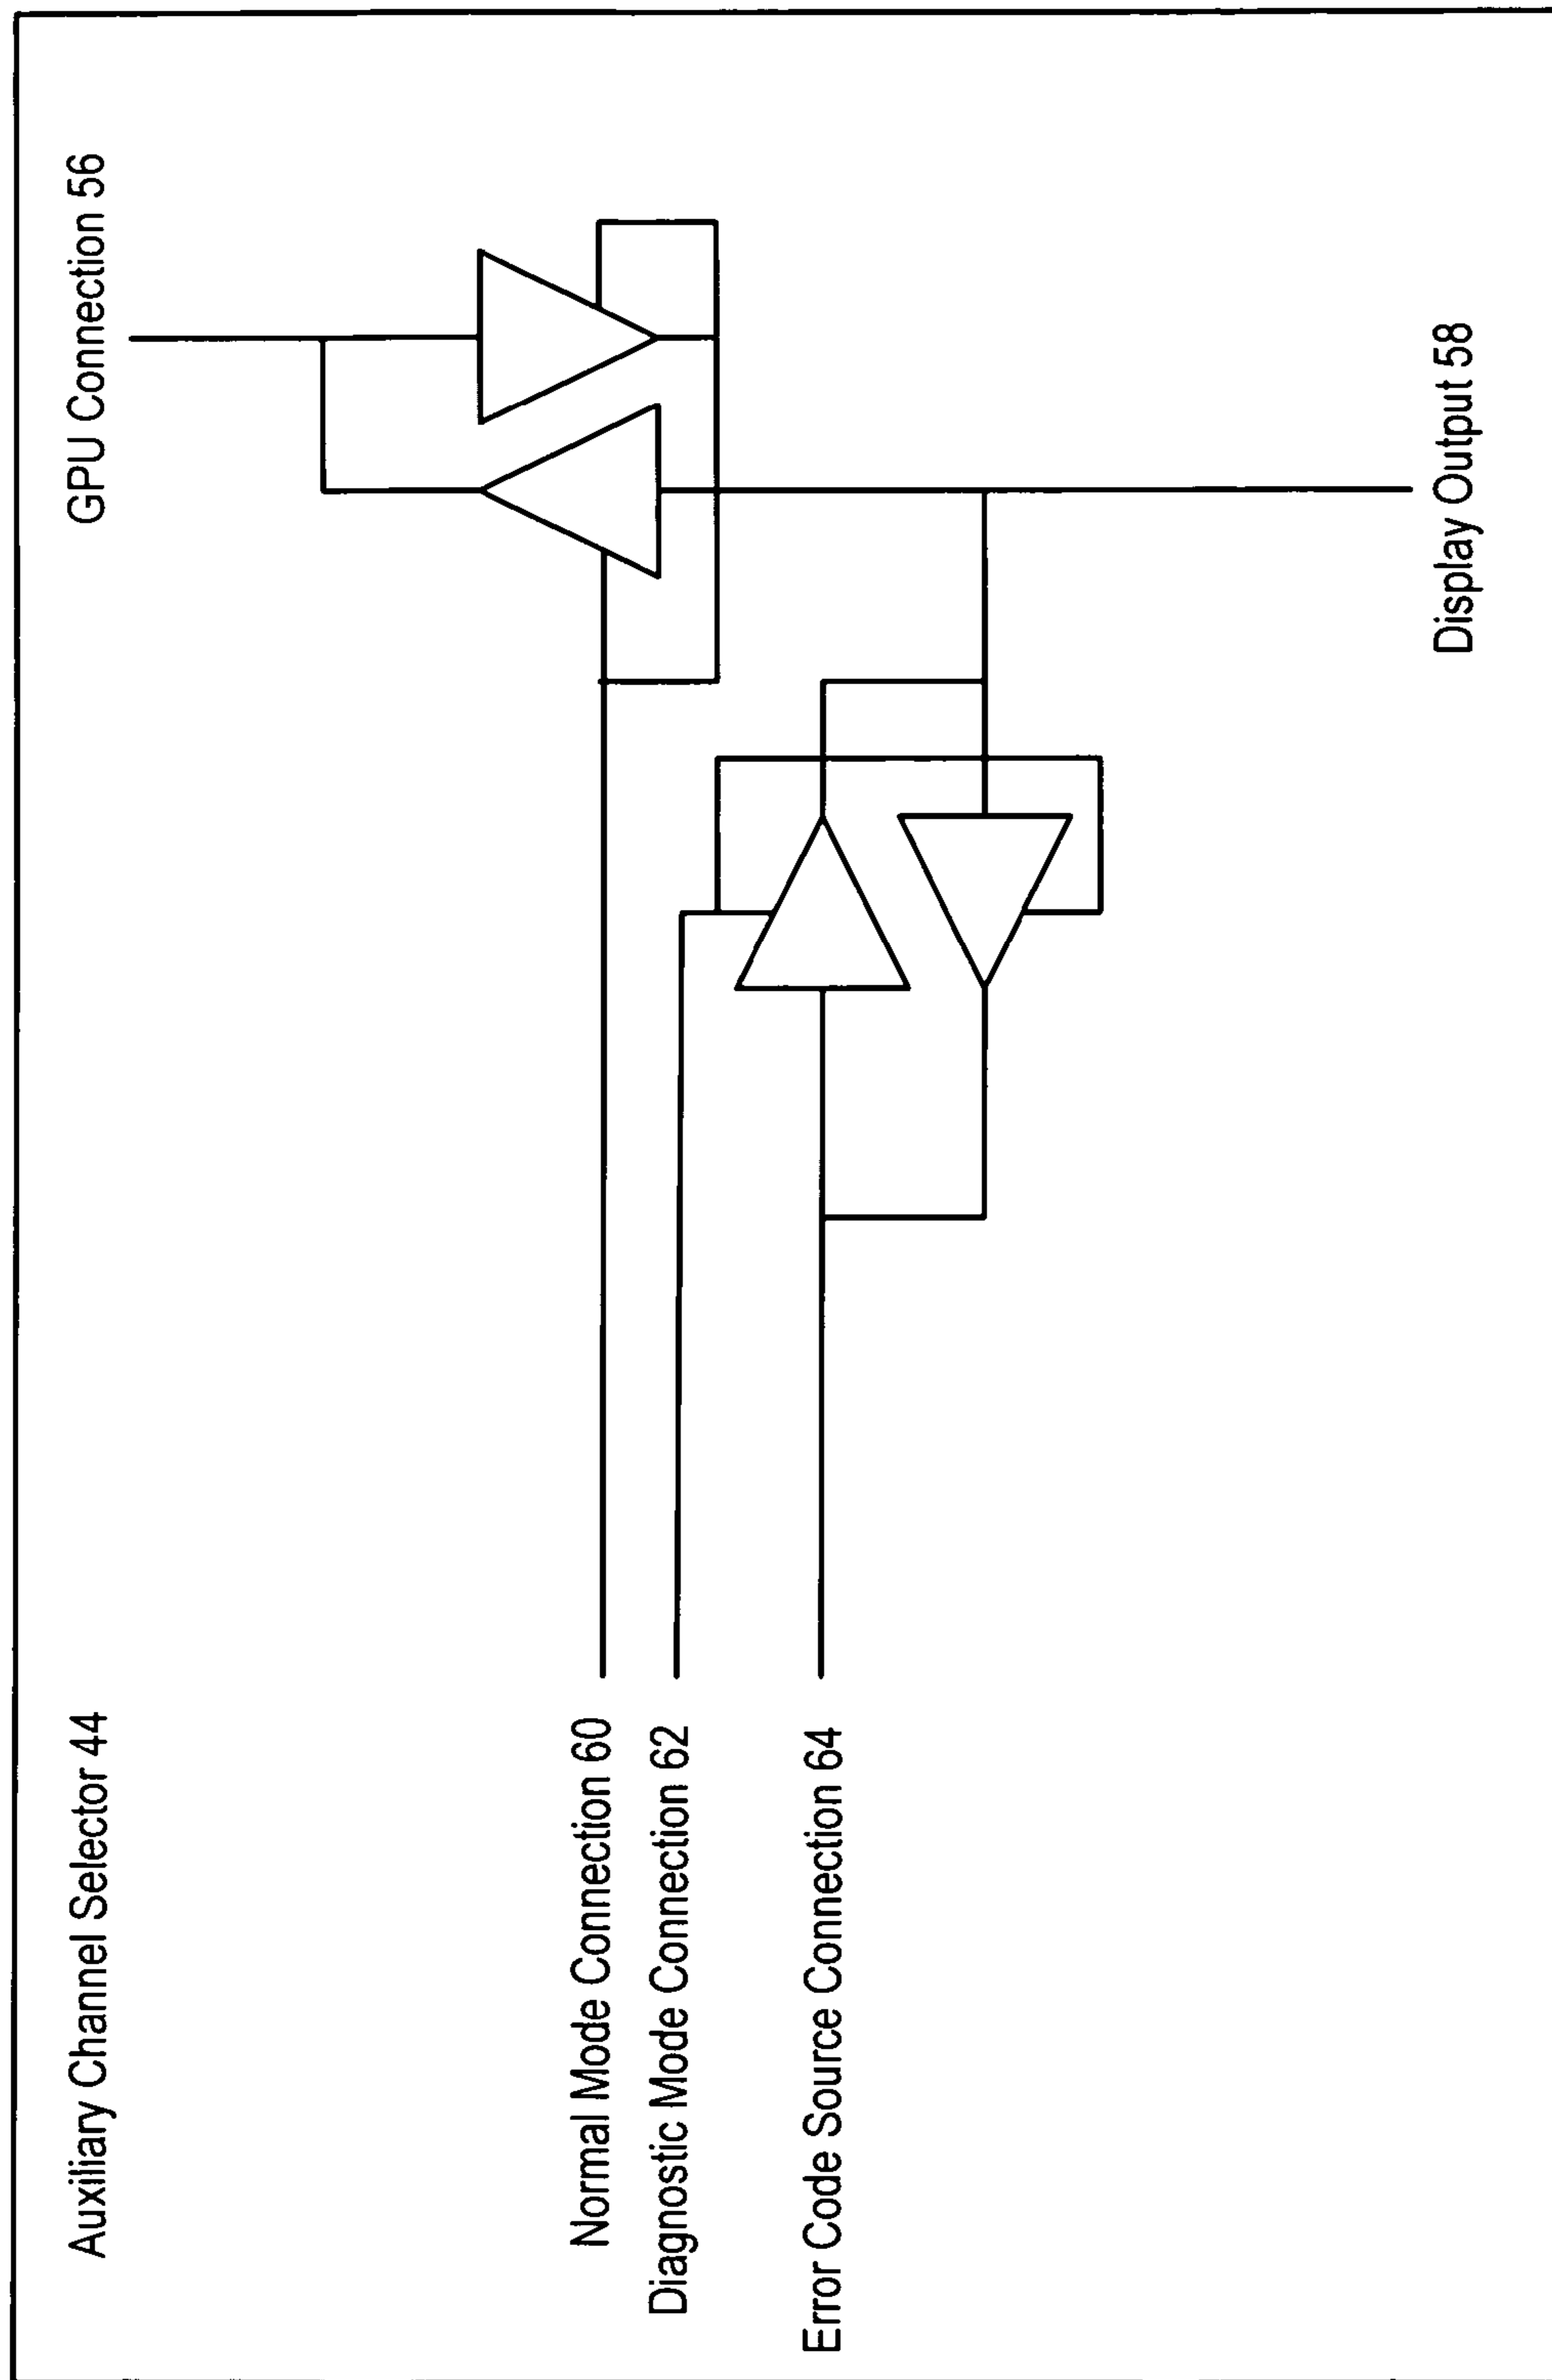 Auxiliary Channel Selector 44
GPU Connection 56
Normal Mode Connection 60
Diagnostic Mode Connection 62
Error Code Source Connection 64
Display Output 58